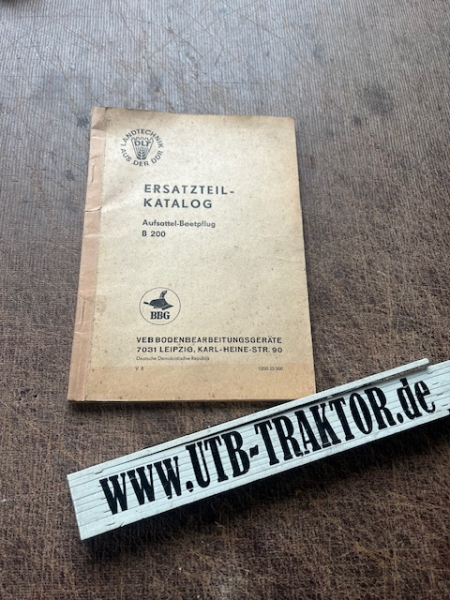 LANDTECHNIK
DLT
AUS DER DDR
ERSATZTEIL-
KATALOG
Aufsattel-Beetpflug
B 200
BBG
VEB BODENBEARBEITUNGSGERÄTE
7031 LEIPZIG, KARL-HEINE-STR. 90
Deutsche Demokratische Republik
WWW.UTB-TRAKTOR.de